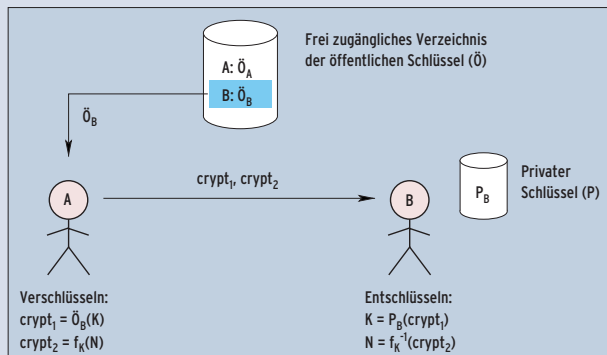 Frei zugängliches Verzeichnis
der öffentlichen Schlüssel (Ö)
A: Ö_A
B: Ö_B
Ö_B
crypt₁, crypt₂
A
B
P_B
Privater
Schlüssel (P)
Verschlüsseln:
crypt₁ = Ö_B(K)
crypt₂ = f_K(N)
Entschlüsseln:
K = P_B(crypt₁)
N = f_K⁻¹(crypt₂)